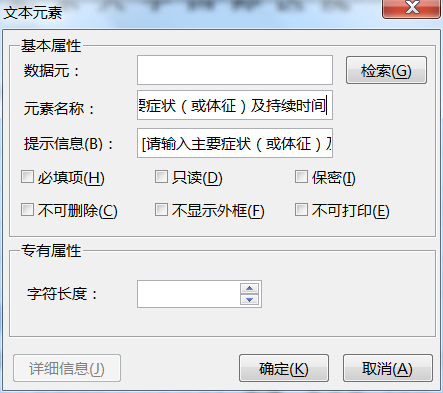 文本元素
基本属性
数据元：
检索(G)
元素名称：
症状（或体征）及持续时间
提示信息(B)：
[请输入主要症状（或体征）
必填项(H)
只读(D)
保密(I)
不可删除(C)
不显示外框(F)
不可打印(E)
专有属性
字符长度：
详细信息(J)
确定(K)
取消(A)